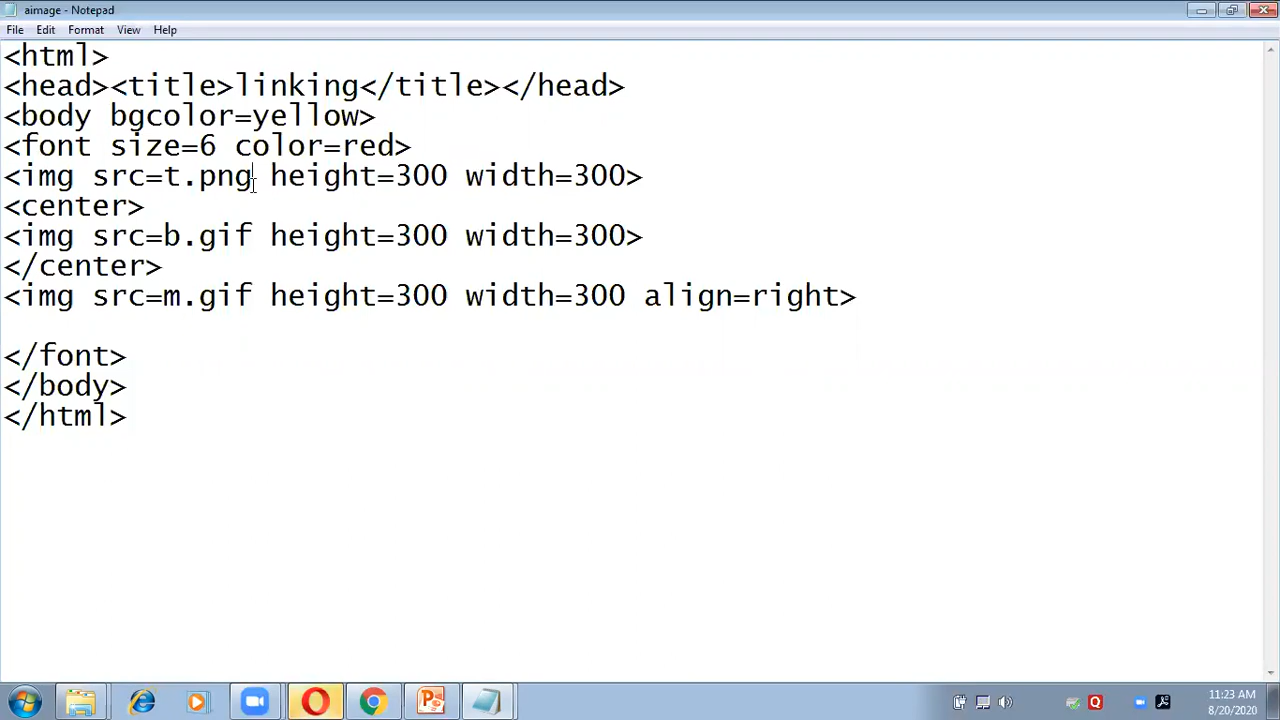 aimage - Notepad
File Edit Format View Help
<html>
<head><title>linking</title></head>
<body bgcolor=yellow>
<font size=6 color=red>
<img src=t.png height=300 width=300>
<center>
<img src=b.gif height=300 width=300>
</center>
<img src=m.gif height=300 width=300 align=right>
</font>
</body>
</html>
11:23 AM
8/20/2020